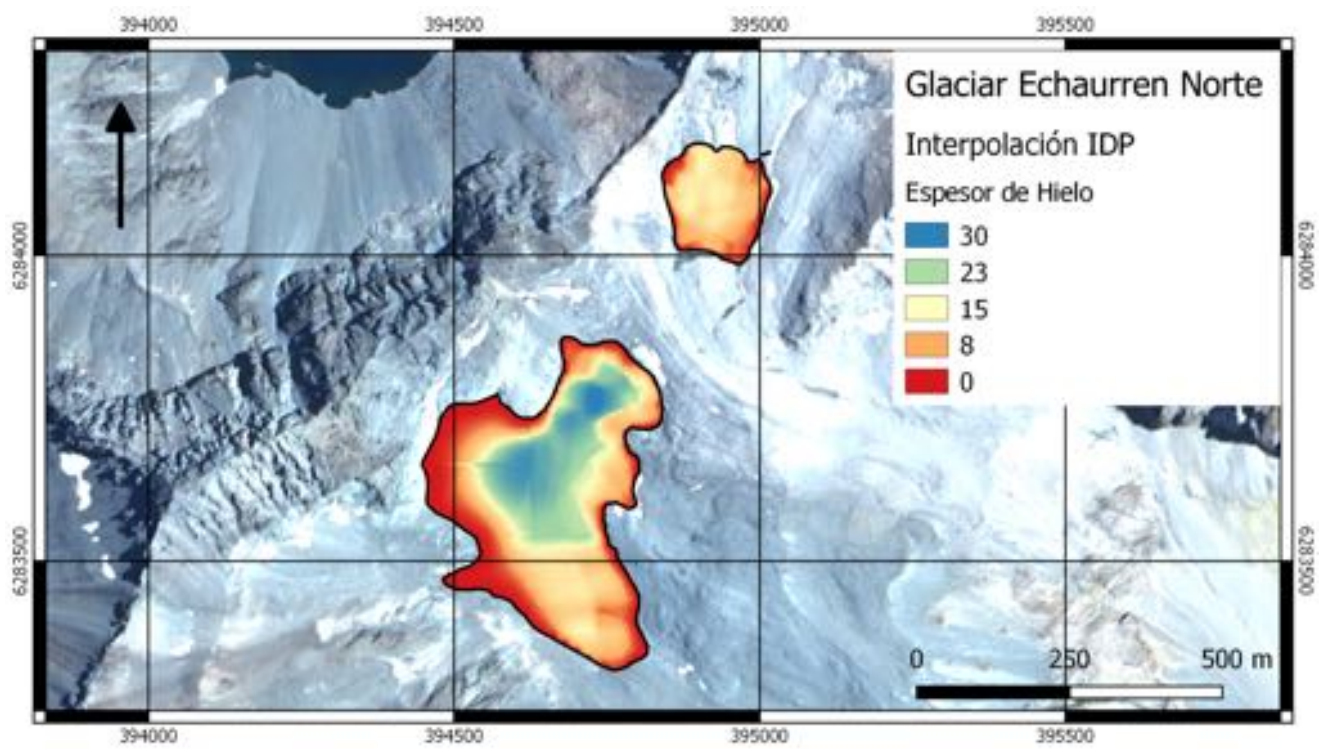 394000 394500 395000 395500
Glaciar Echaurren Norte
Interpolación IDP
Espesor de Hielo
30
23
15
8
0
6284000 6284000
6283500 6283500
0 250 500 m
394000 394500 395000 395500